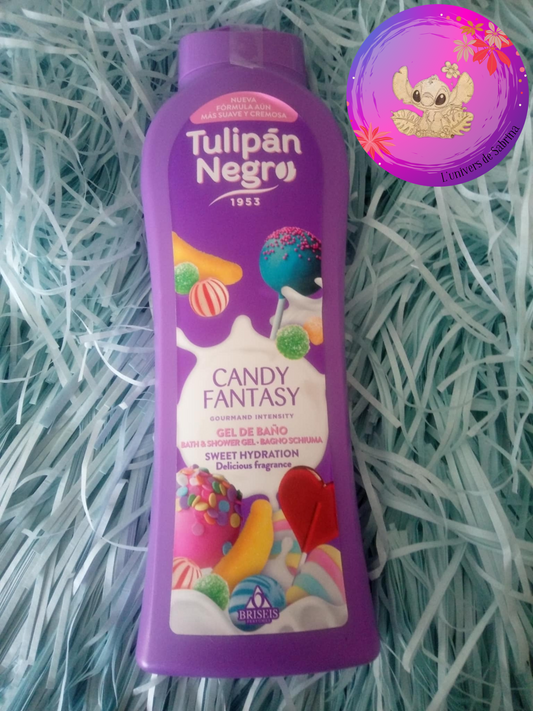 NUEVA
FÓRMULA AÚN
MÁS SUAVE Y CREMOSA
Tulipán
Negro
1953
CANDY
FANTASY
GOURMAND INTENSITY
GEL DE BAÑO
BATH & SHOWER GEL - BAGNO SCHIUMA
SWEET HYDRATION
Delicious fragrance
BRISEIS
L'univers de Sabrina